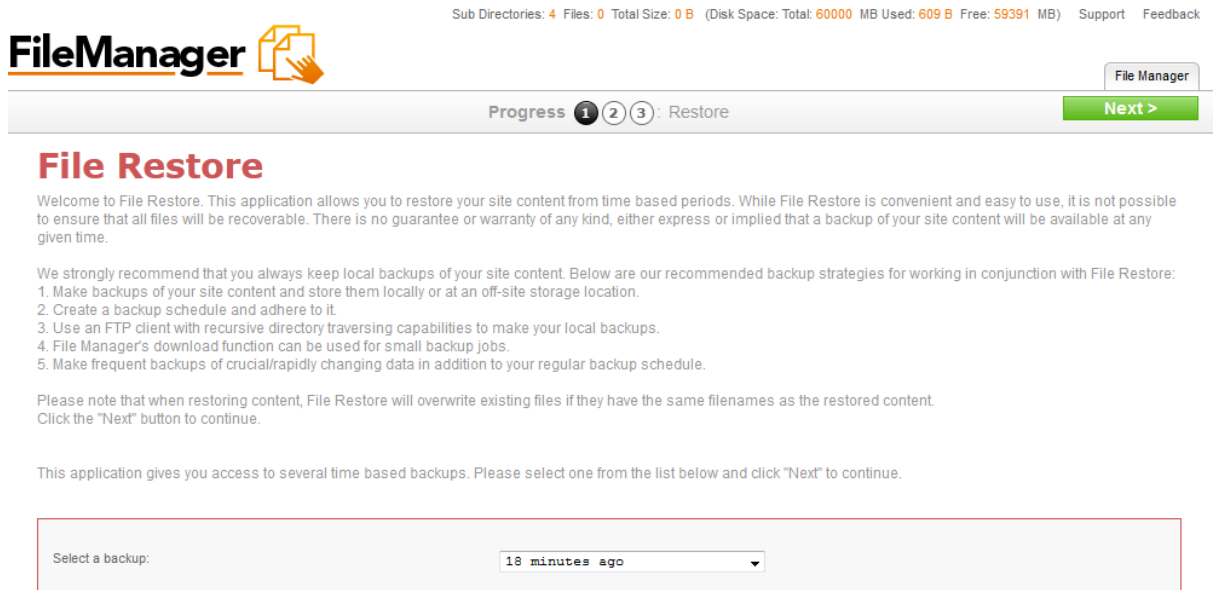 Sub Directories: 4 Files: 0 Total Size: 0 B (Disk Space: Total: 60000 MB Used: 609 B Free: 59391 MB) Support Feedback
FileManager
File Manager
Progress 1 2 3 : Restore
Next >
File Restore
Welcome to File Restore. This application allows you to restore your site content from time based periods. While File Restore is convenient and easy to use, it is not possible
to ensure that all files will be recoverable. There is no guarantee or warranty of any kind, either express or implied that a backup of your site content will be available at any
given time.
We strongly recommend that you always keep local backups of your site content. Below are our recommended backup strategies for working in conjunction with File Restore:
1. Make backups of your site content and store them locally or at an off-site storage location.
2. Create a backup schedule and adhere to it.
3. Use an FTP client with recursive directory traversing capabilities to make your local backups.
4. File Manager's download function can be used for small backup jobs.
5. Make frequent backups of crucial/rapidly changing data in addition to your regular backup schedule.
Please note that when restoring content, File Restore will overwrite existing files if they have the same filenames as the restored content.
Click the "Next" button to continue.
This application gives you access to several time based backups. Please select one from the list below and click "Next" to continue.
Select a backup:
18 minutes ago